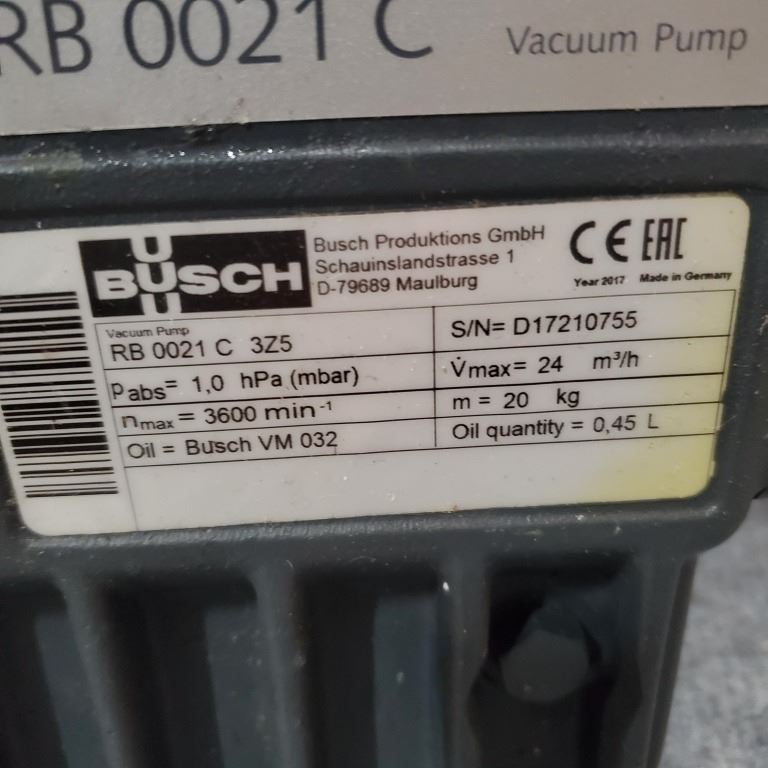 RB 0021 C Vacuum Pump
BUSCH
Busch Produktions GmbH
Schauinslandstrasse 1
D-79689 Maulburg
CE EAC
Year 2017 Made in Germany
Vacuum Pump
RB 0021 C 3Z5
S/N= D17210755
Pabs= 1,0 hPa (mbar)
V̇max= 24 m³/h
nmax = 3600 min⁻¹
m = 20 kg
Oil = Busch VM 032
Oil quantity = 0,45 L